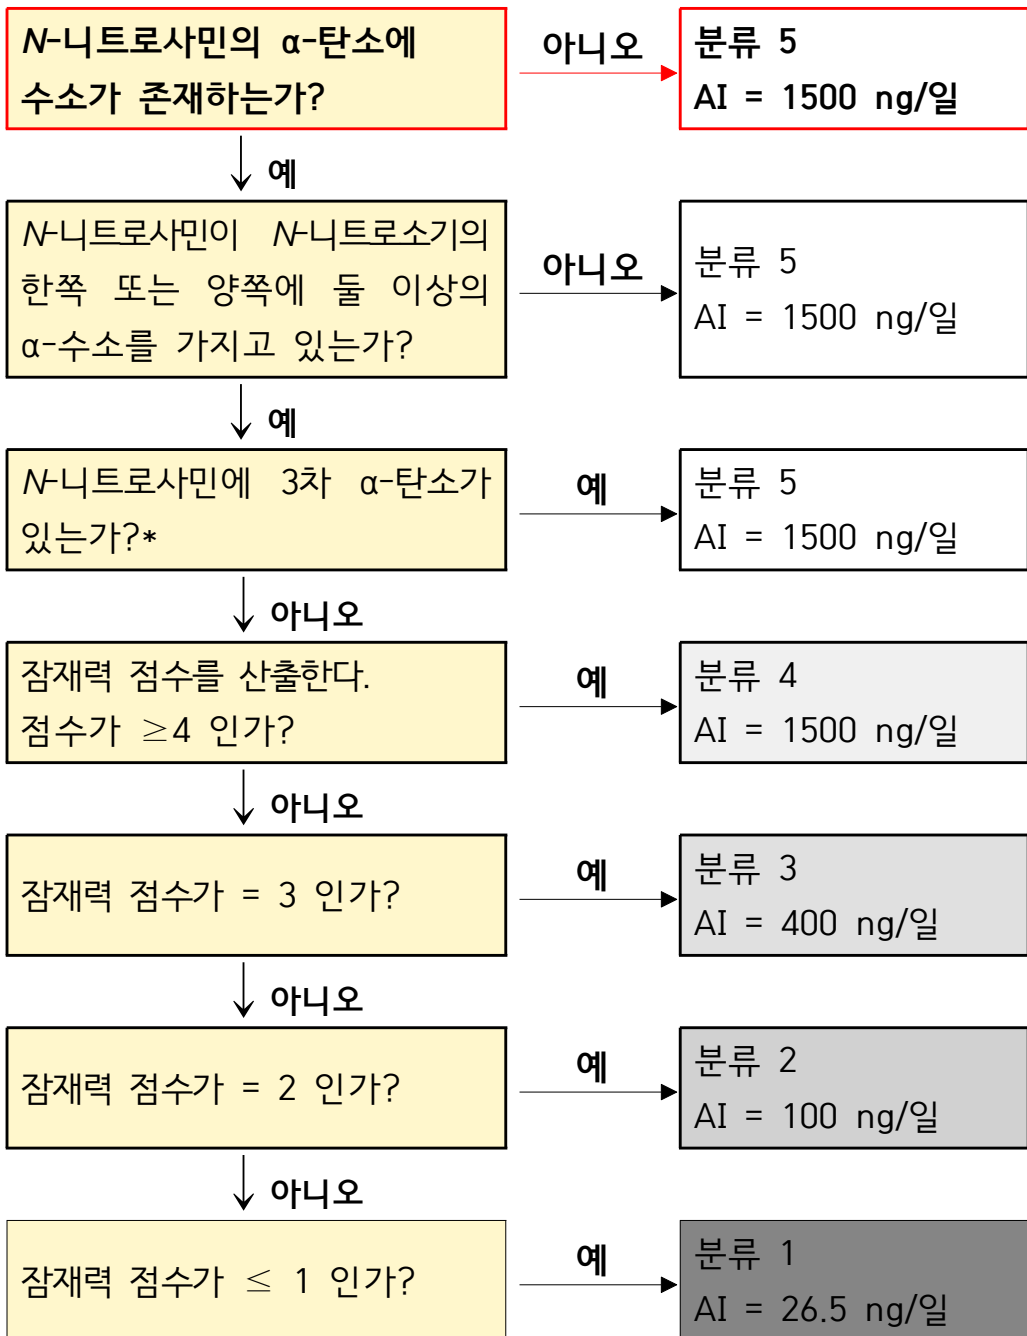 N-니트로사민의 α-탄소에
수소가 존재하는가?
아니오
분류 5
AI = 1500 ng/일
예
N-니트로사민이 N-니트로소기의
한쪽 또는 양쪽에 둘 이상의
α-수소를 가지고 있는가?
아니오
분류 5
AI = 1500 ng/일
예
N-니트로사민에 3차 α-탄소가
있는가?*
예
분류 5
AI = 1500 ng/일
아니오
잠재력 점수를 산출한다.
점수가 ≥4 인가?
예
분류 4
AI = 1500 ng/일
아니오
잠재력 점수가 = 3 인가?
예
분류 3
AI = 400 ng/일
아니오
잠재력 점수가 = 2 인가?
예
분류 2
AI = 100 ng/일
아니오
잠재력 점수가 ≤ 1 인가?
예
분류 1
AI = 26.5 ng/일